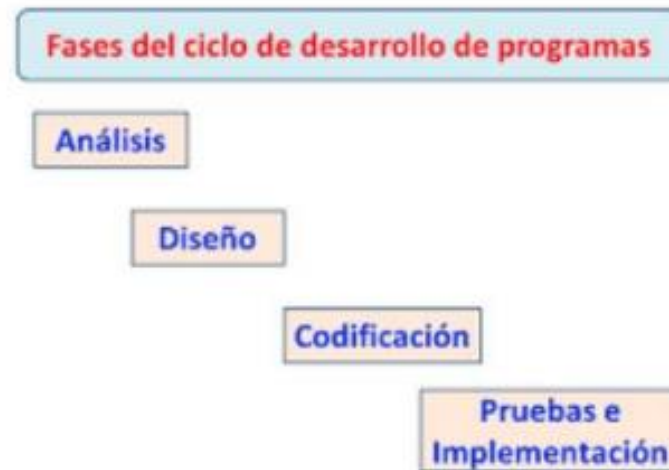 Fases del ciclo de desarrollo de programas
Análisis
Diseño
Codificación
Pruebas e
Implementación